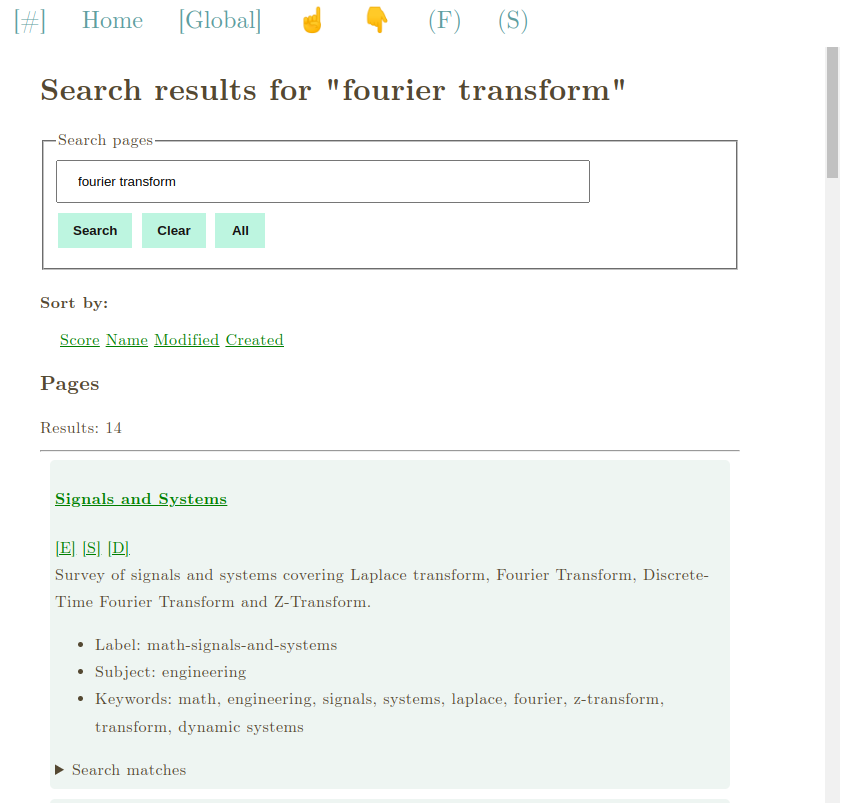 [#] Home [Global] ☝ 👇 (F) (S)
Search results for "fourier transform"
Search pages
fourier transform
Search Clear All
Sort by:
Score Name Modified Created
Pages
Results: 14
Signals and Systems
[E] [S] [D]
Survey of signals and systems covering Laplace transform, Fourier Transform, Discrete-
Time Fourier Transform and Z-Transform.
• Label: math-signals-and-systems
• Subject: engineering
• Keywords: math, engineering, signals, systems, laplace, fourier, z-transform,
transform, dynamic systems
▶ Search matches